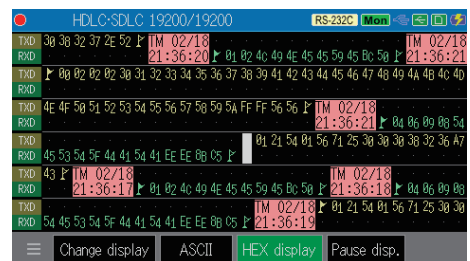 HDLC·SDLC 19200/19200 RS-232C Mon
TXD 30 38 32 37 2E 52 TM 02/18 TM 02/18
RXD 21:36:20 01 02 4C 49 4E 45 45 59 45 BC 50 21:36:21
TXD 00 00 02 02 30 31 32 33 34 35 36 37 38 39 41 42 43 44 45 46 47 48 49 4A 4B 4C 4D
RXD
TXD 4E 4F 50 51 52 53 54 55 56 57 58 59 5A FF FF 56 56 TM 02/18
RXD 21:36:21 04 06 09 08 54
TXD 01 21 54 01 56 71 25 30 30 30 38 32 36 A7
RXD 45 53 54 5F 44 41 54 41 EE EE 8B C5
TXD 43 TM 02/18 TM 02/18
RXD 21:36:17 01 02 4C 49 4E 45 45 59 45 BC 50 21:36:18 04 06 09 08
TXD TM 02/18 01 21 54 01 56 71 25 30 30
RXD 54 45 53 54 5F 44 41 54 41 EE EE 8B C5 21:36:19
Change display ASCII HEX display Pause disp.